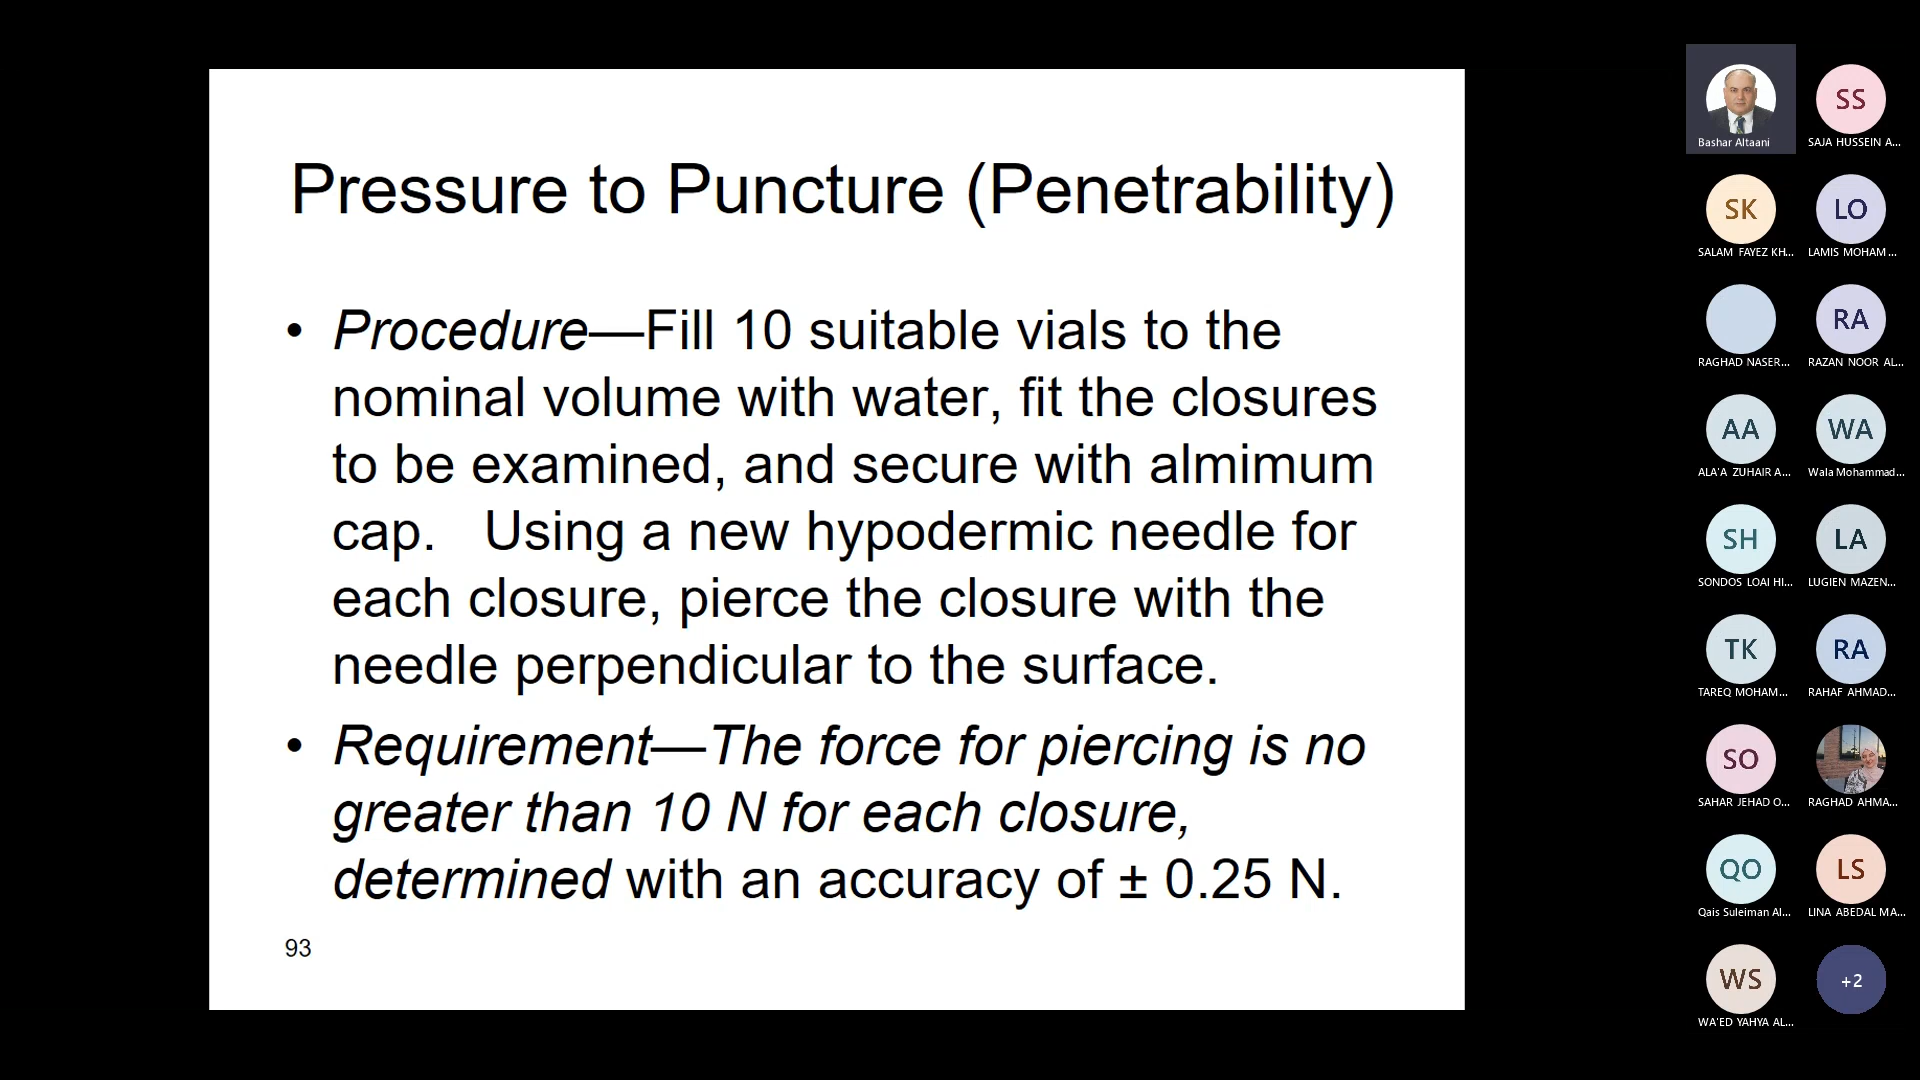 Pressure to Puncture (Penetrability)
• Procedure—Fill 10 suitable vials to the
nominal volume with water, fit the closures
to be examined, and secure with almimum
cap.   Using a new hypodermic needle for
each closure, pierce the closure with the
needle perpendicular to the surface.
• Requirement—The force for piercing is no
greater than 10 N for each closure,
determined with an accuracy of ± 0.25 N.
93
Bashar Altaani
SS
SAJA HUSSEIN A...
SK
SALAM FAYEZ KH...
LO
LAMIS MOHAM...
RAGHAD NASER...
RA
RAZAN NOOR AL...
AA
ALA'A ZUHAIR A...
WA
Wala Mohammad...
SH
SONDOS LOAI HI...
LA
LUGIEN MAZEN...
TK
TAREQ MOHAM...
RA
RAHAF AHMAD...
SO
SAHAR JEHAD O...
RAGHAD AHMA...
QO
Qais Suleiman Al...
LS
LINA ABEDAL MA...
WS
WA'ED YAHYA AL...
+2